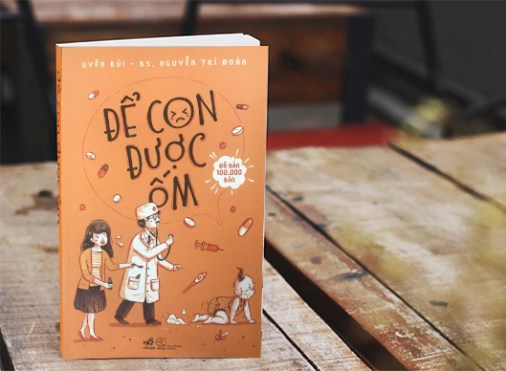 UYÊN BÙI - BS. NGUYỄN TRÍ ĐOÀN
ĐỂ CON
ĐƯỢC
ỐM
ĐÃ BÁN
100.000
BẢN